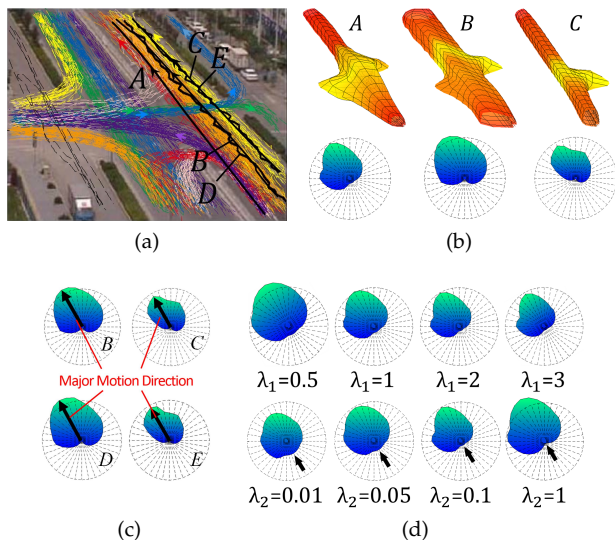 A B C
C
E
A
B
D
(a)
(b)
B
C
Major Motion Direction
D
E
(c)
λ₁=0.5 λ₁=1 λ₁=2 λ₁=3
λ₂=0.01 λ₂=0.05 λ₂=0.1 λ₂=1
(d)